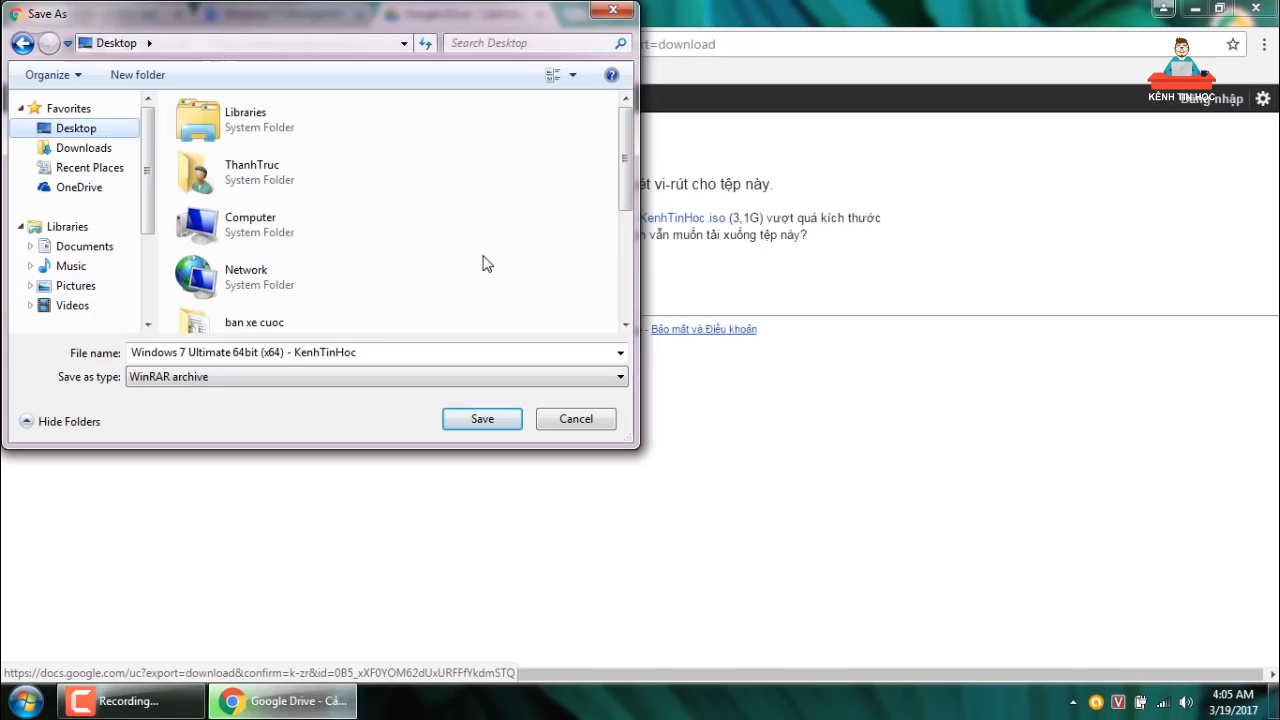 Save As
Desktop
Search Desktop
=download
Organize
New folder
KÊNH TIN HỌC
nhập
Favorites
Desktop
Downloads
Recent Places
OneDrive
Libraries
Documents
Music
Pictures
Videos
Libraries
System Folder
ThanhTruc
System Folder
Computer
System Folder
Network
System Folder
ban xe cuoc
ét vi-rút cho tệp này.
KenhTinHoc.iso (3,1G) vượt quá kích thước
n vẫn muốn tải xuống tệp này?
- Bảo mật và Điều khoản
File name:
Windows 7 Ultimate 64bit (x64) - KenhTinHoc
Save as type:
WinRAR archive
Hide Folders
Save
Cancel
https://docs.google.com/uc?export=download&confirm=k-zr&id=0B5_xXF0YOM62dUxURFFfYkdmSTQ
Recording...
Google Drive - Cả...
4:05 AM
3/19/2017